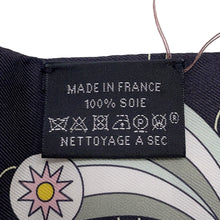 MADE IN FRANCE
100% SOIE
®
NETTOYAGE A SEC